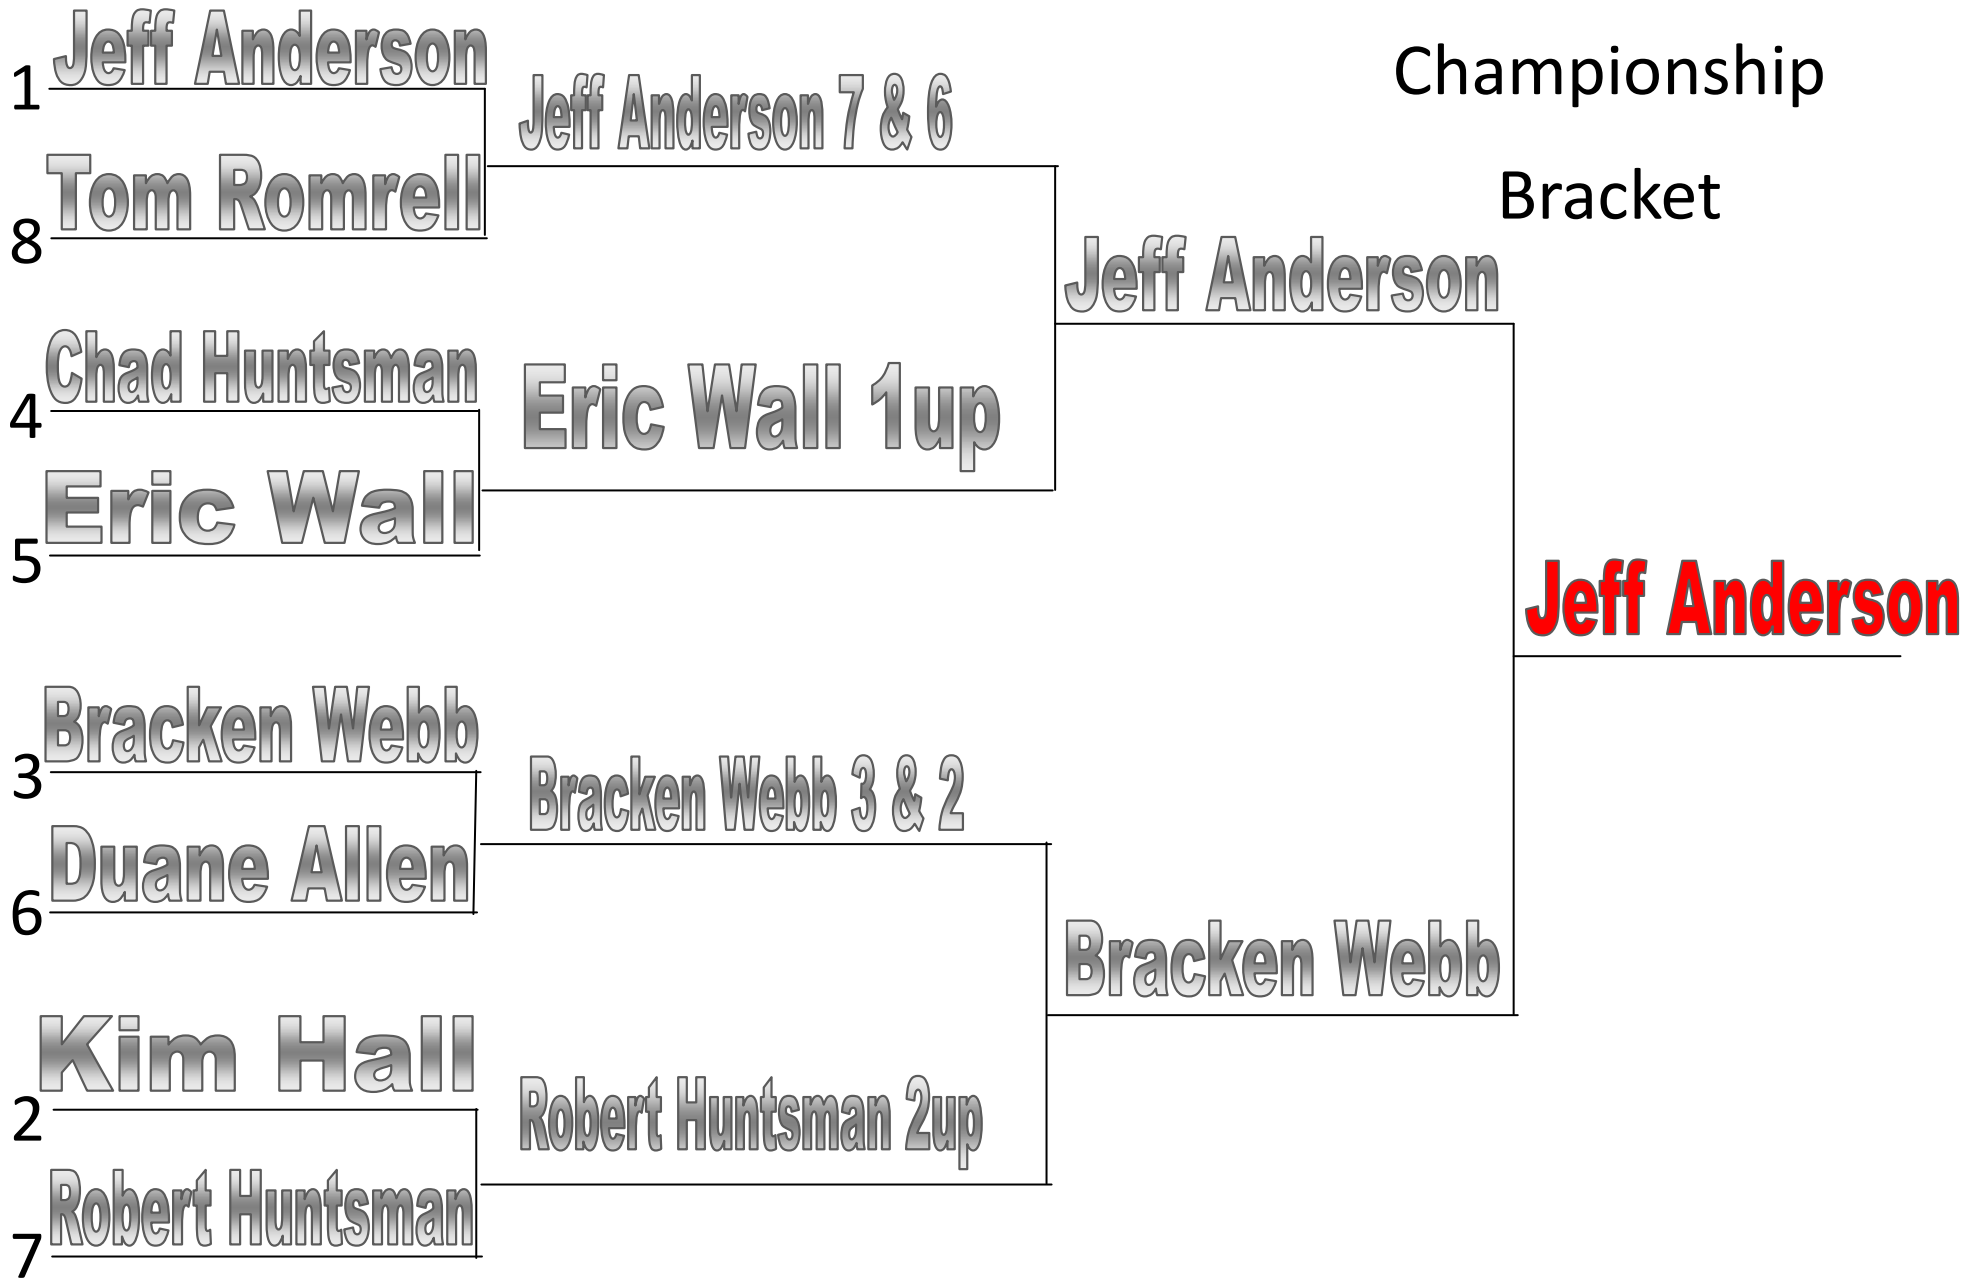 Championship
Bracket
1 Jeff Anderson
8 Tom Romrell
4 Chad Huntsman
5 Eric Wall
3 Bracken Webb
6 Duane Allen
2 Kim Hall
7 Robert Huntsman
Jeff Anderson 7 & 6
Eric Wall 1up
Bracken Webb 3 & 2
Robert Huntsman 2up
Jeff Anderson
Bracken Webb
Jeff Anderson